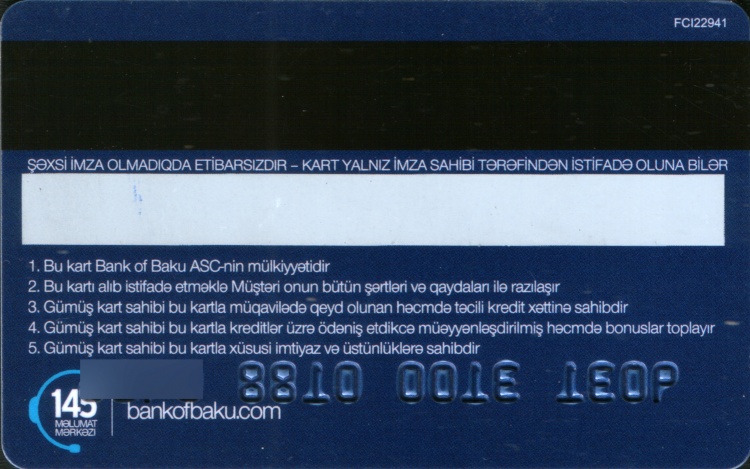 FCI22941
ŞƏXSİ İMZA OLMADIQDA ETİBARSIZDIR – KART YALNIZ İMZA SAHİBİ TƏRƏFİNDƏN İSTİFADƏ OLUNA BİLƏR
1. Bu kart Bank of Baku ASC-nin mülkiyyətidir
2. Bu kartı alıb istifadə etməklə Müştəri onun bütün şərtləri və qaydaları ilə razılaşır
3. Gümüş kart sahibi bu kartla müqavilədə qeyd olunan həcmdə təcili kredit xəttinə sahibdir
4. Gümüş kart sahibi bu kartla kreditlər üzrə ödəniş etdikcə müəyyənləşdirilmiş həcmdə bonuslar toplayır
5. Gümüş kart sahibi bu kartla xüsusi imtiyaz və üstünlüklərə sahibdir
145
MƏLUMAT
MƏRKƏZİ
bankofbaku.com